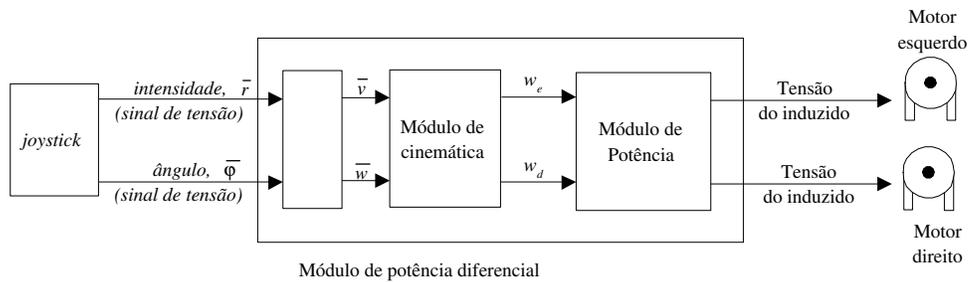 joystick
intensidade, r̄
(sinal de tensão)
ângulo, φ̄
(sinal de tensão)
v̄
w̄
Módulo de
cinemática
w_e
w_d
Módulo de
Potência
Tensão
do induzido
Tensão
do induzido
Motor
esquerdo
Motor
direito
Módulo de potência diferencial